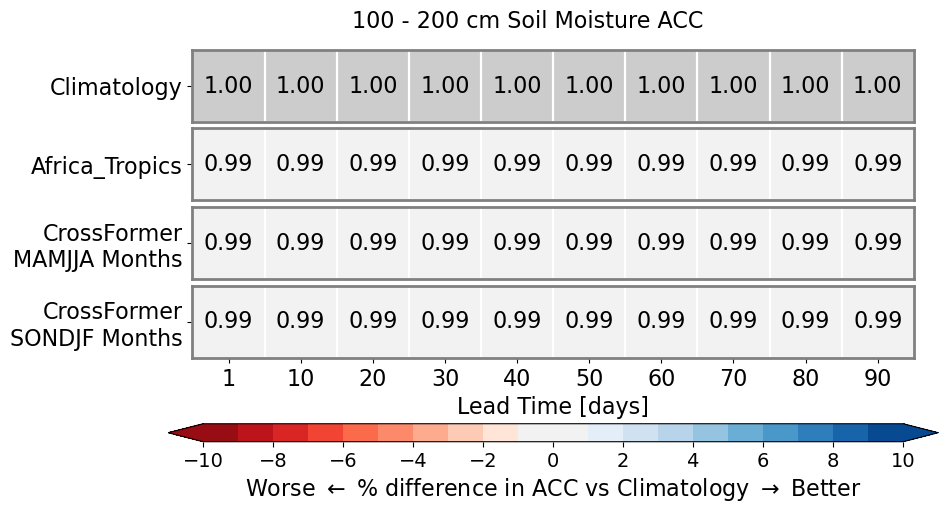 100 - 200 cm Soil Moisture ACC
Climatology 1.00 1.00 1.00 1.00 1.00 1.00 1.00 1.00 1.00 1.00
Africa_Tropics 0.99 0.99 0.99 0.99 0.99 0.99 0.99 0.99 0.99 0.99
CrossFormer
MAMJJA Months 0.99 0.99 0.99 0.99 0.99 0.99 0.99 0.99 0.99 0.99
CrossFormer
SONDJF Months 0.99 0.99 0.99 0.99 0.99 0.99 0.99 0.99 0.99 0.99
1 10 20 30 40 50 60 70 80 90
Lead Time [days]
−10 −8 −6 −4 −2 0 2 4 6 8 10
Worse ← % difference in ACC vs Climatology → Better